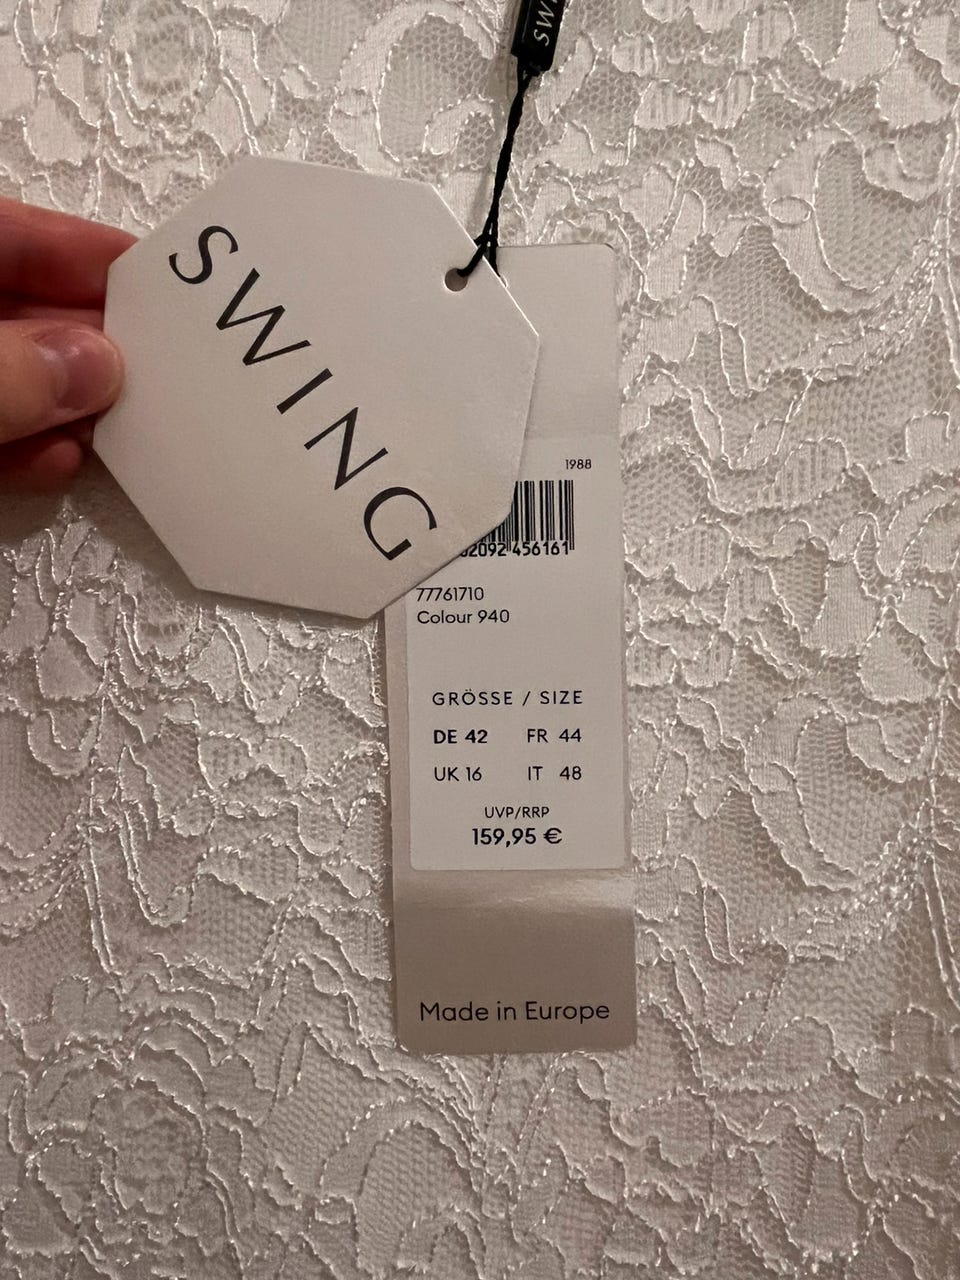 SWING
1988
02092 456161
77761710
Colour 940
GRÖSSE / SIZE
DE 42 FR 44
UK 16 IT 48
UVP/RRP
159,95 €
Made in Europe